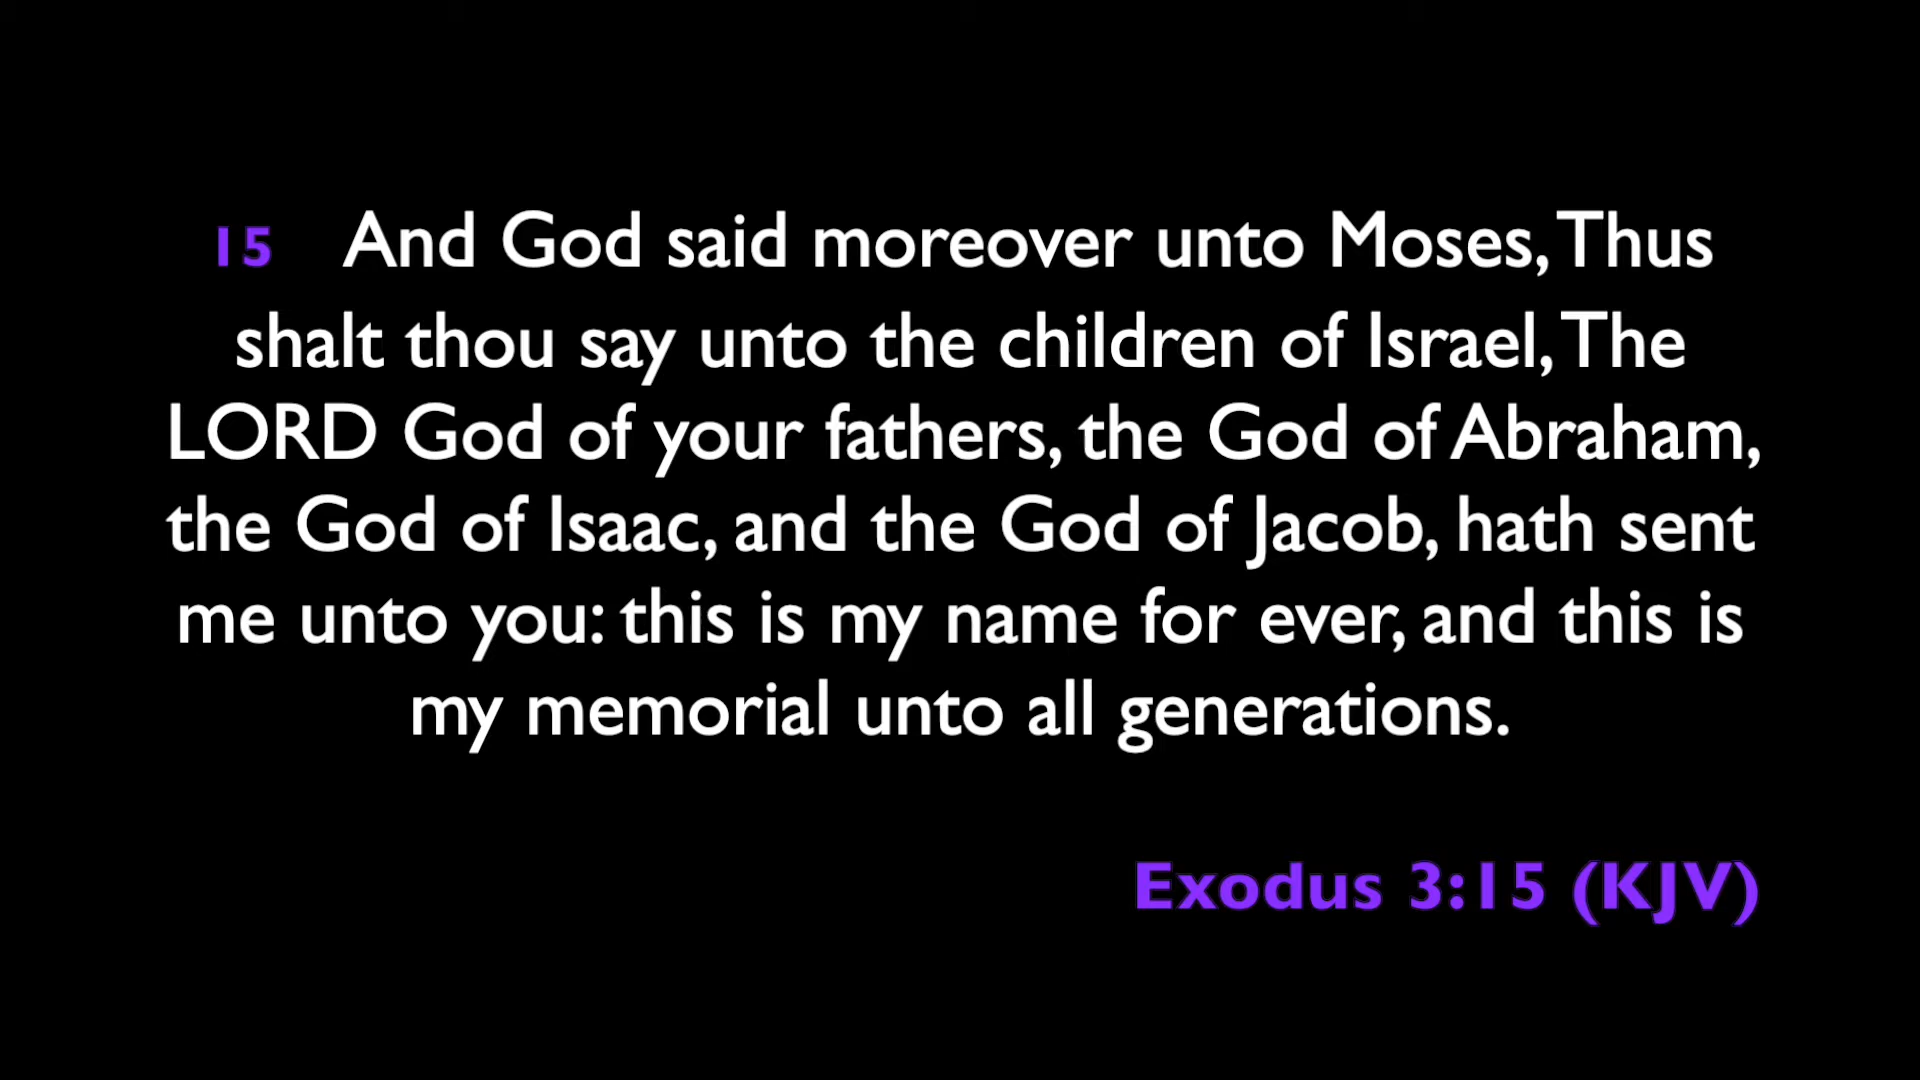 15 And God said moreover unto Moses, Thus
shalt thou say unto the children of Israel, The
LORD God of your fathers, the God of Abraham,
the God of Isaac, and the God of Jacob, hath sent
me unto you: this is my name for ever, and this is
my memorial unto all generations.
Exodus 3:15 (KJV)